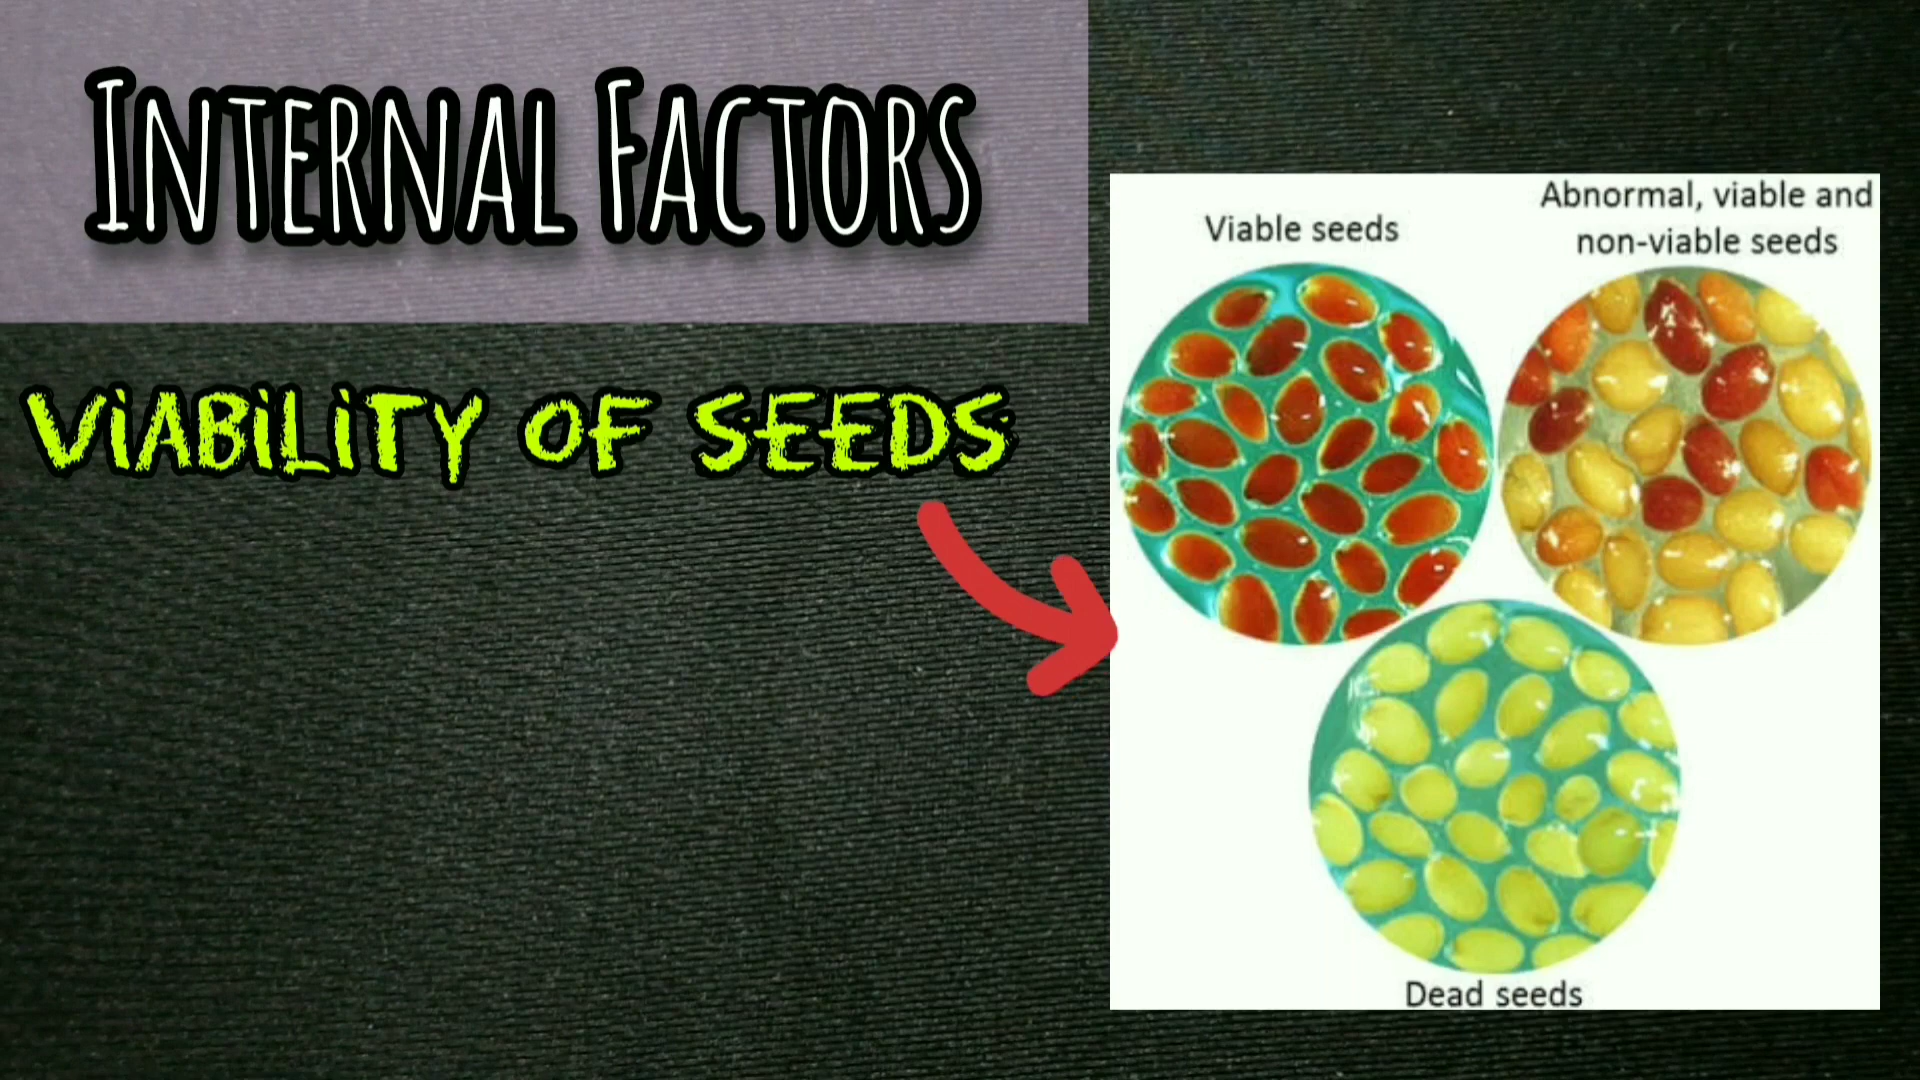 Internal Factors
Viability of seeds
Viable seeds
Abnormal, viable and
non-viable seeds
Dead seeds